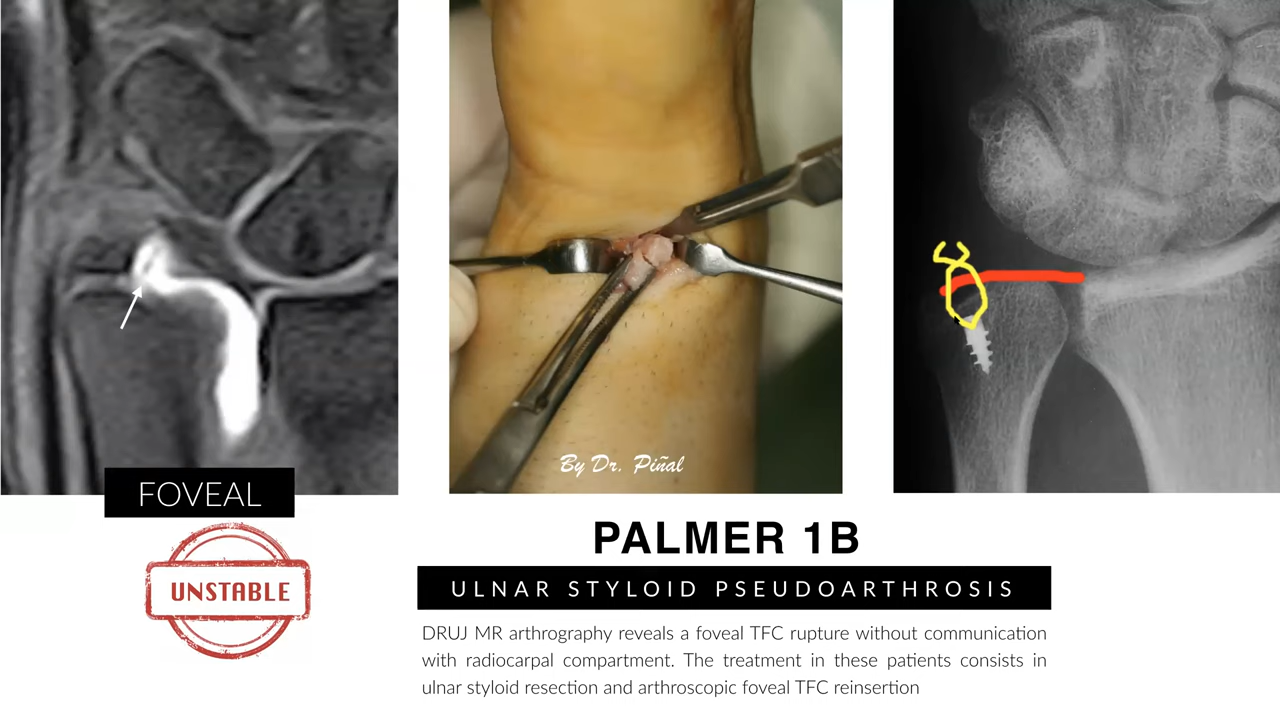 By Dr. Piñal
FOVEAL
UNSTABLE
PALMER 1B
ULNAR STYLOID PSEUDOARTHROSIS
DRUJ MR arthrography reveals a foveal TFC rupture without communication
with radiocarpal compartment. The treatment in these patients consists in
ulnar styloid resection and arthroscopic foveal TFC reinsertion